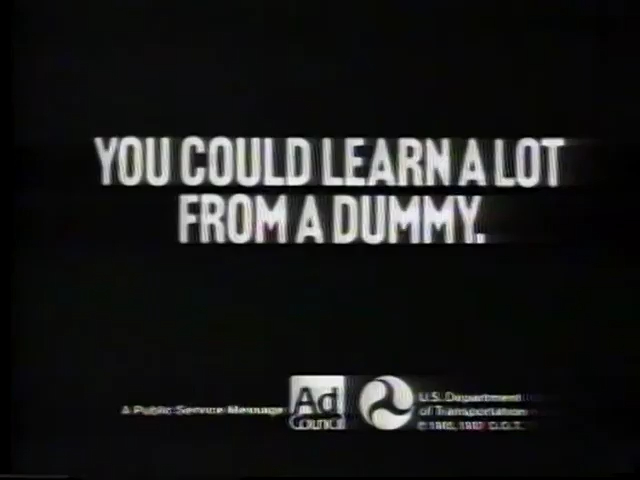 YOU COULD LEARN A LOT
FROM A DUMMY.
A Public Service Message
Ad
Council
U.S. Department
of Transportation
D.O.T.